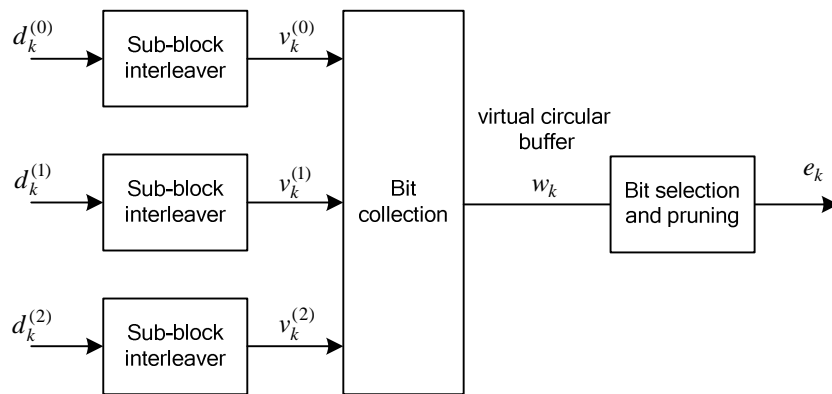 d_k^{(0)}
Sub-block
interleaver
v_k^{(0)}
d_k^{(1)}
Sub-block
interleaver
v_k^{(1)}
d_k^{(2)}
Sub-block
interleaver
v_k^{(2)}
Bit
collection
virtual circular
buffer
w_k
Bit selection
and pruning
e_k